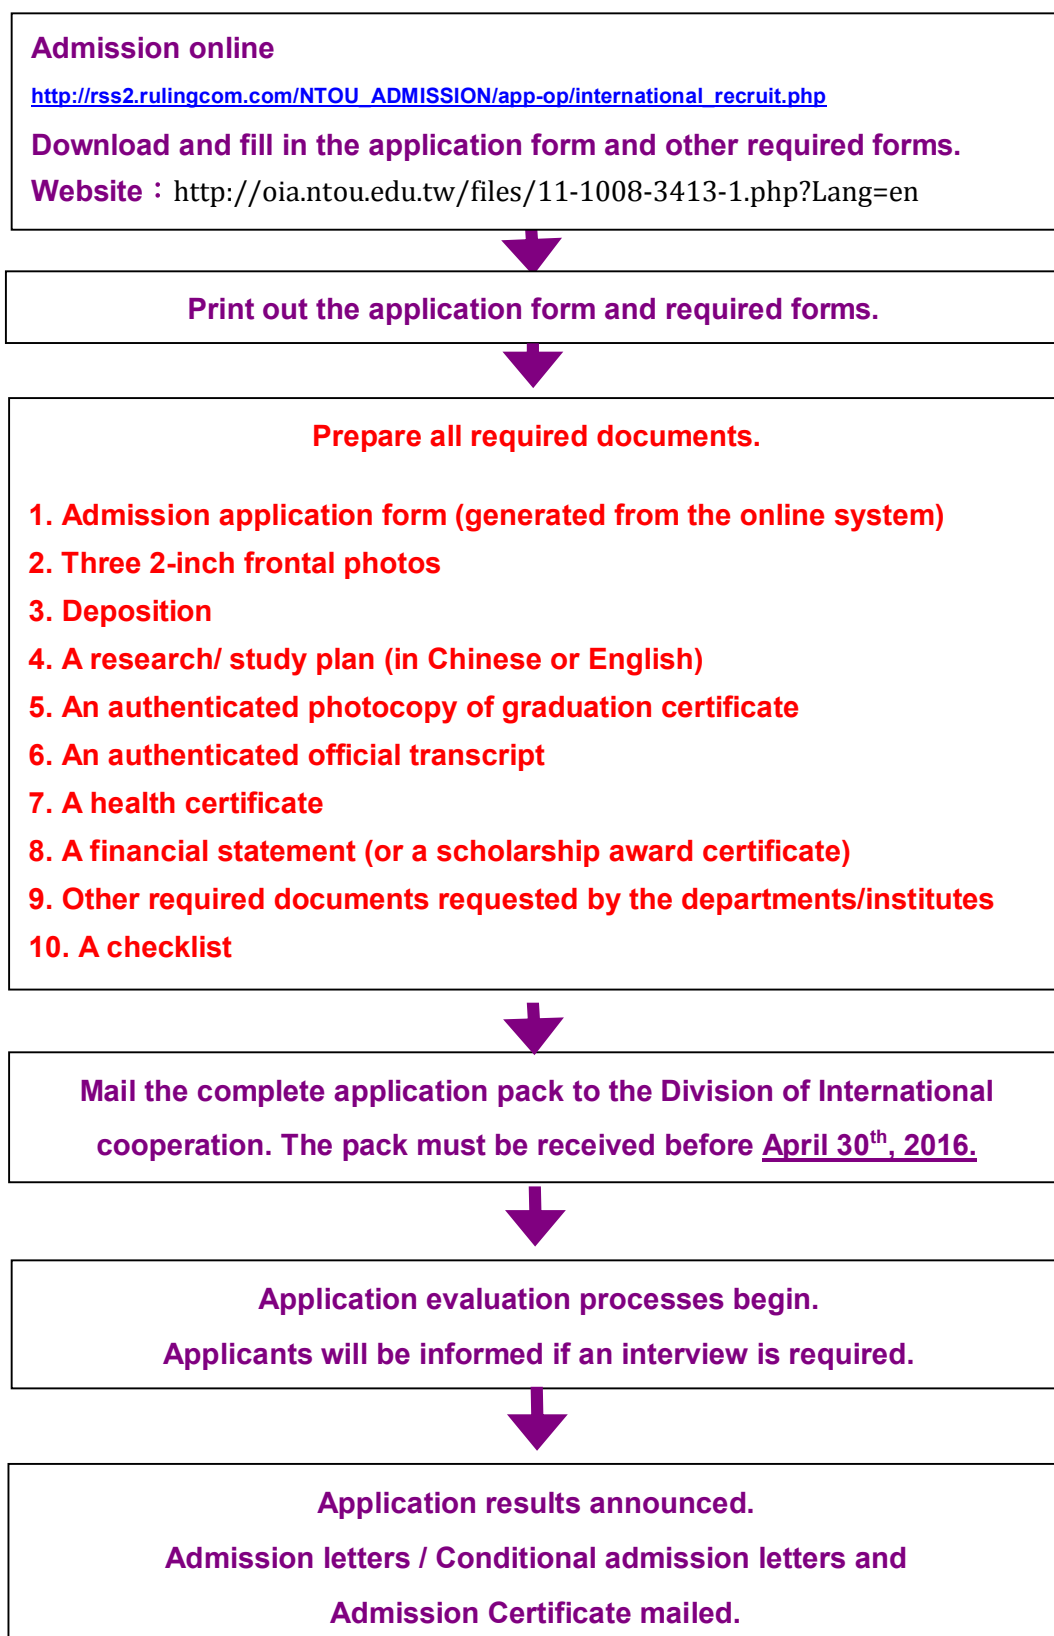 Admission online
http://rss2.rulingcom.com/NTOU_ADMISSION/app-op/international_recruit.php
Download and fill in the application form and other required forms.
Website：http://oia.ntou.edu.tw/files/11-1008-3413-1.php?Lang=en
Print out the application form and required forms.
Prepare all required documents.
1. Admission application form (generated from the online system)
2. Three 2-inch frontal photos
3. Deposition
4. A research/ study plan (in Chinese or English)
5. An authenticated photocopy of graduation certificate
6. An authenticated official transcript
7. A health certificate
8. A financial statement (or a scholarship award certificate)
9. Other required documents requested by the departments/institutes
10. A checklist
Mail the complete application pack to the Division of International
cooperation. The pack must be received before April 30th, 2016.
Application evaluation processes begin.
Applicants will be informed if an interview is required.
Application results announced.
Admission letters / Conditional admission letters and
Admission Certificate mailed.